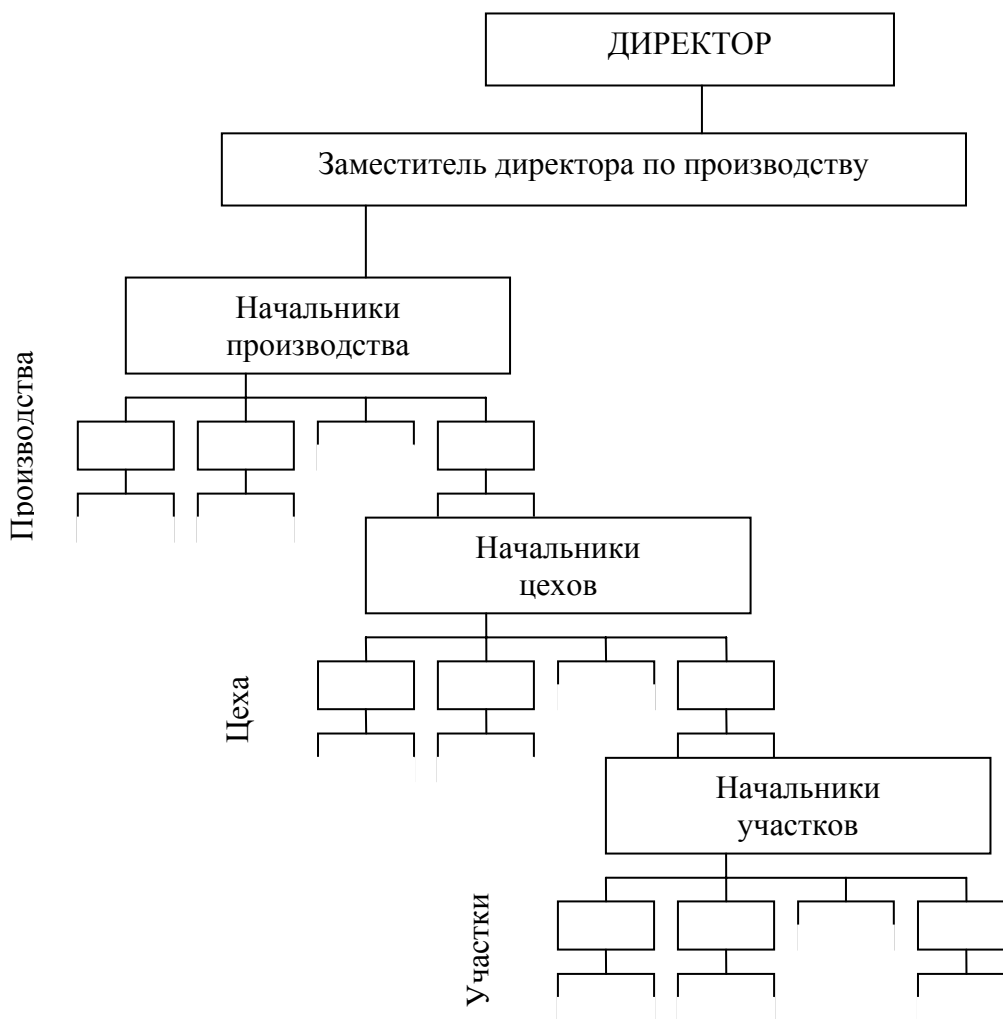 ДИРЕКТОР
Заместитель директора по производству
Начальники
производства
Производства
Начальники
цехов
Цеха
Начальники
участков
Участки